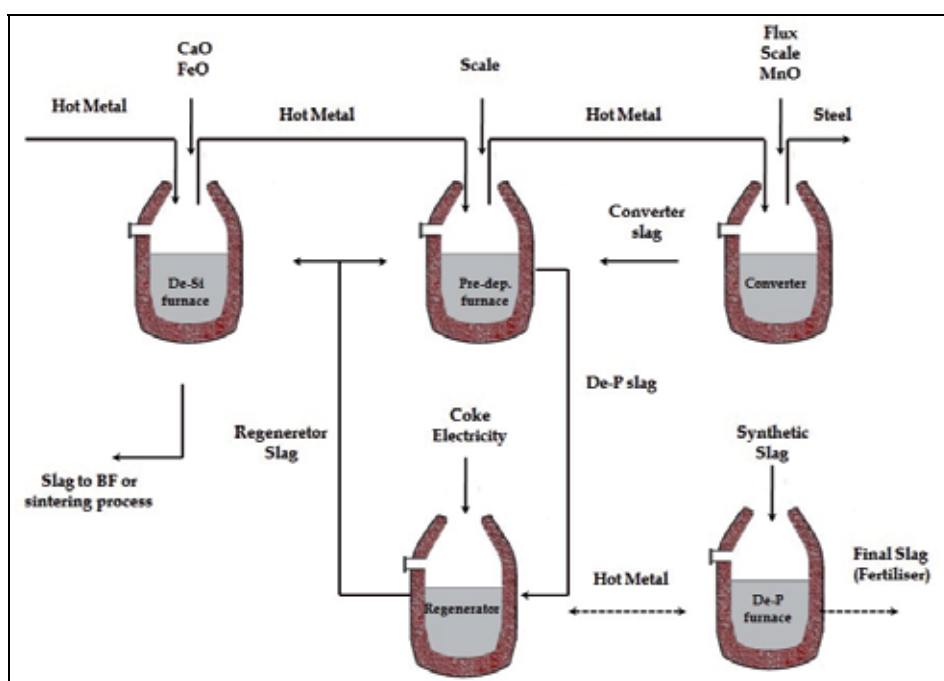 CaO
FeO
Hot Metal
Hot Metal
Scale
Hot Metal
Flux
Scale
MnO
Steel
De-Si
furnace
Pre-dep.
furnace
Converter
slag
Converter
De-P slag
Regeneretor
Slag
Coke
Electricity
Synthetic
Slag
Slag to BF or
sintering process
Regenerator
Hot Metal
De-P
furnace
Final Slag
(Fertiliser)